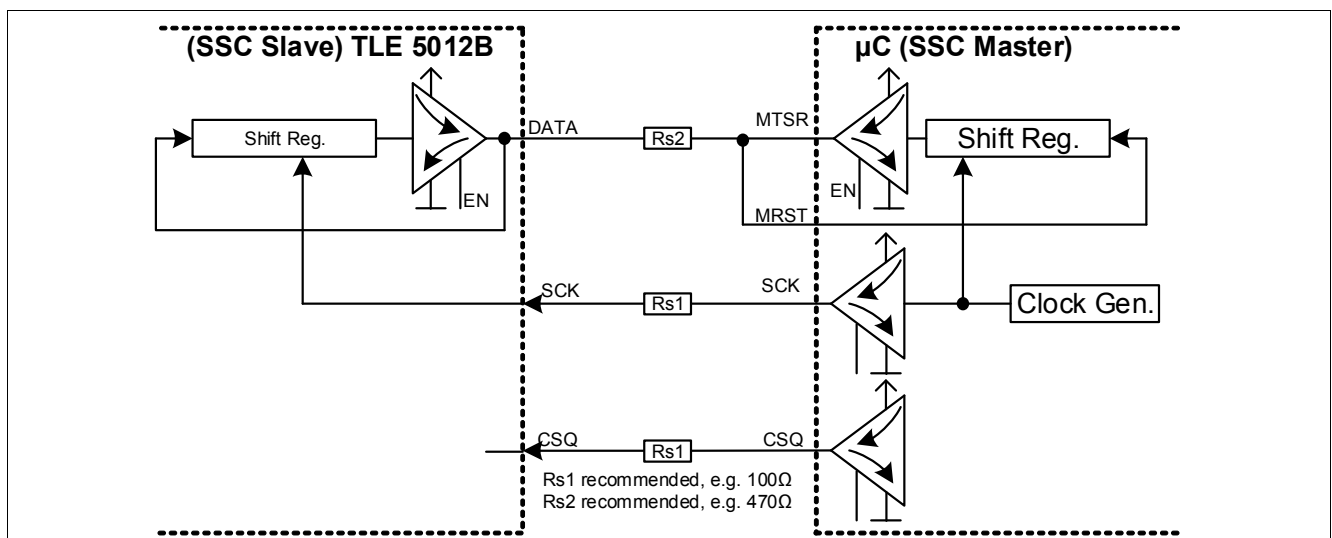 (SSC Slave) TLE 5012B
µC (SSC Master)
Shift Reg.
EN
DATA
Rs2
MTSR
EN
Shift Reg.
MRST
SCK
Rs1
SCK
Clock Gen.
CSQ
Rs1
CSQ
Rs1 recommended, e.g. 100Ω
Rs2 recommended, e.g. 470Ω